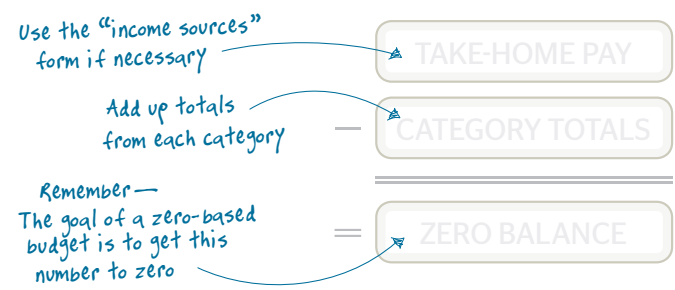 Use the “income sources”
form if necessary
TAKE-HOME PAY
Add up totals
from each category
— CATEGORY TOTALS
Remember—
The goal of a zero-based
budget is to get this
number to zero
= ZERO BALANCE